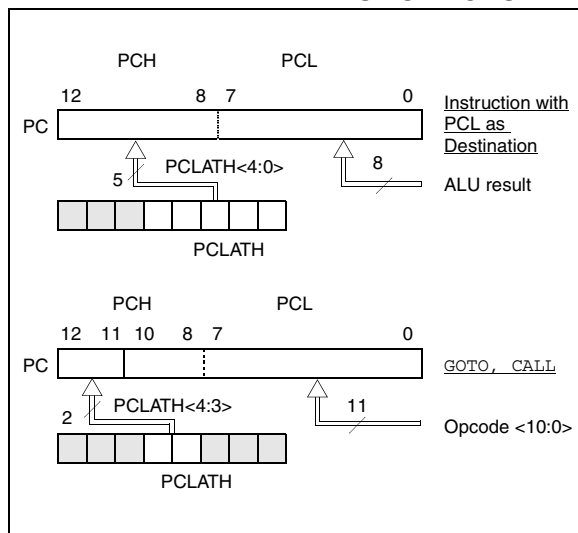 PCH PCL
12 8 7 0
PC
Instruction with
PCL as
Destination
5
PCLATH<4:0>
8
ALU result
PCLATH
PCH PCL
12 11 10 8 7 0
PC
GOTO, CALL
2
PCLATH<4:3>
11
Opcode <10:0>
PCLATH